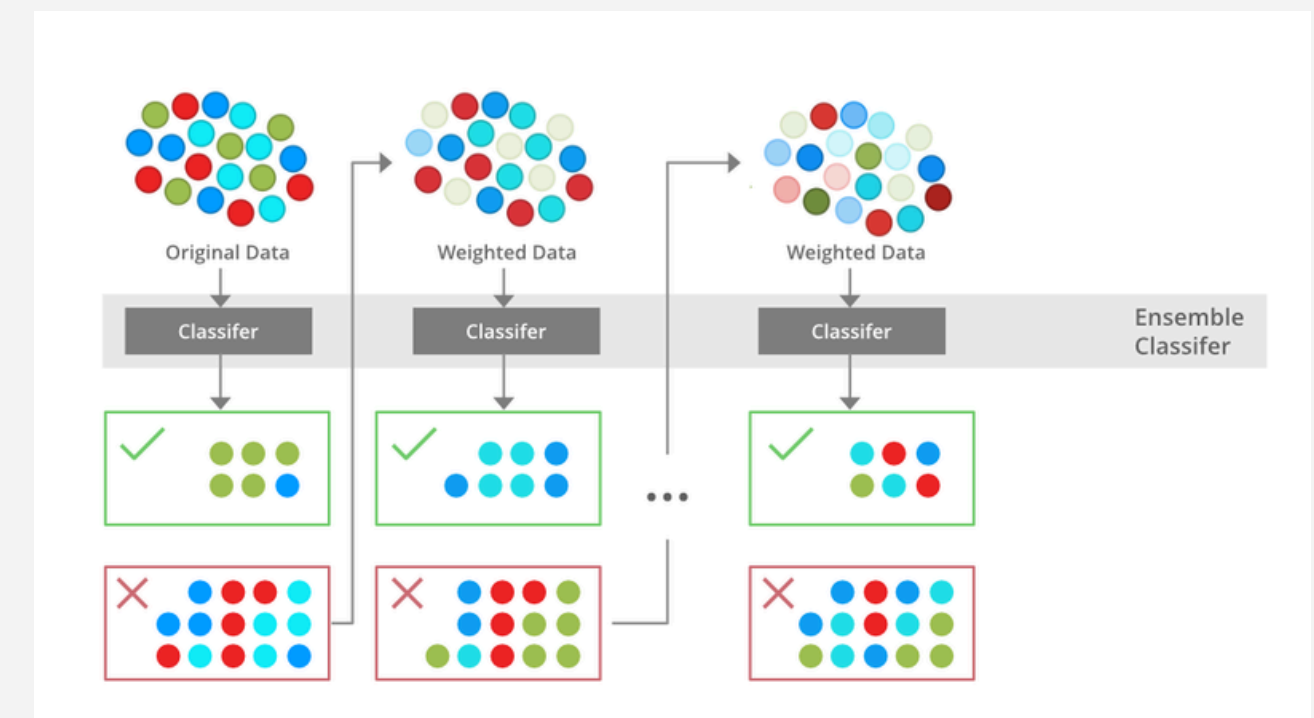 Original Data
Weighted Data
Weighted Data
Classifer
Classifer
Classifer
Ensemble
Classifer